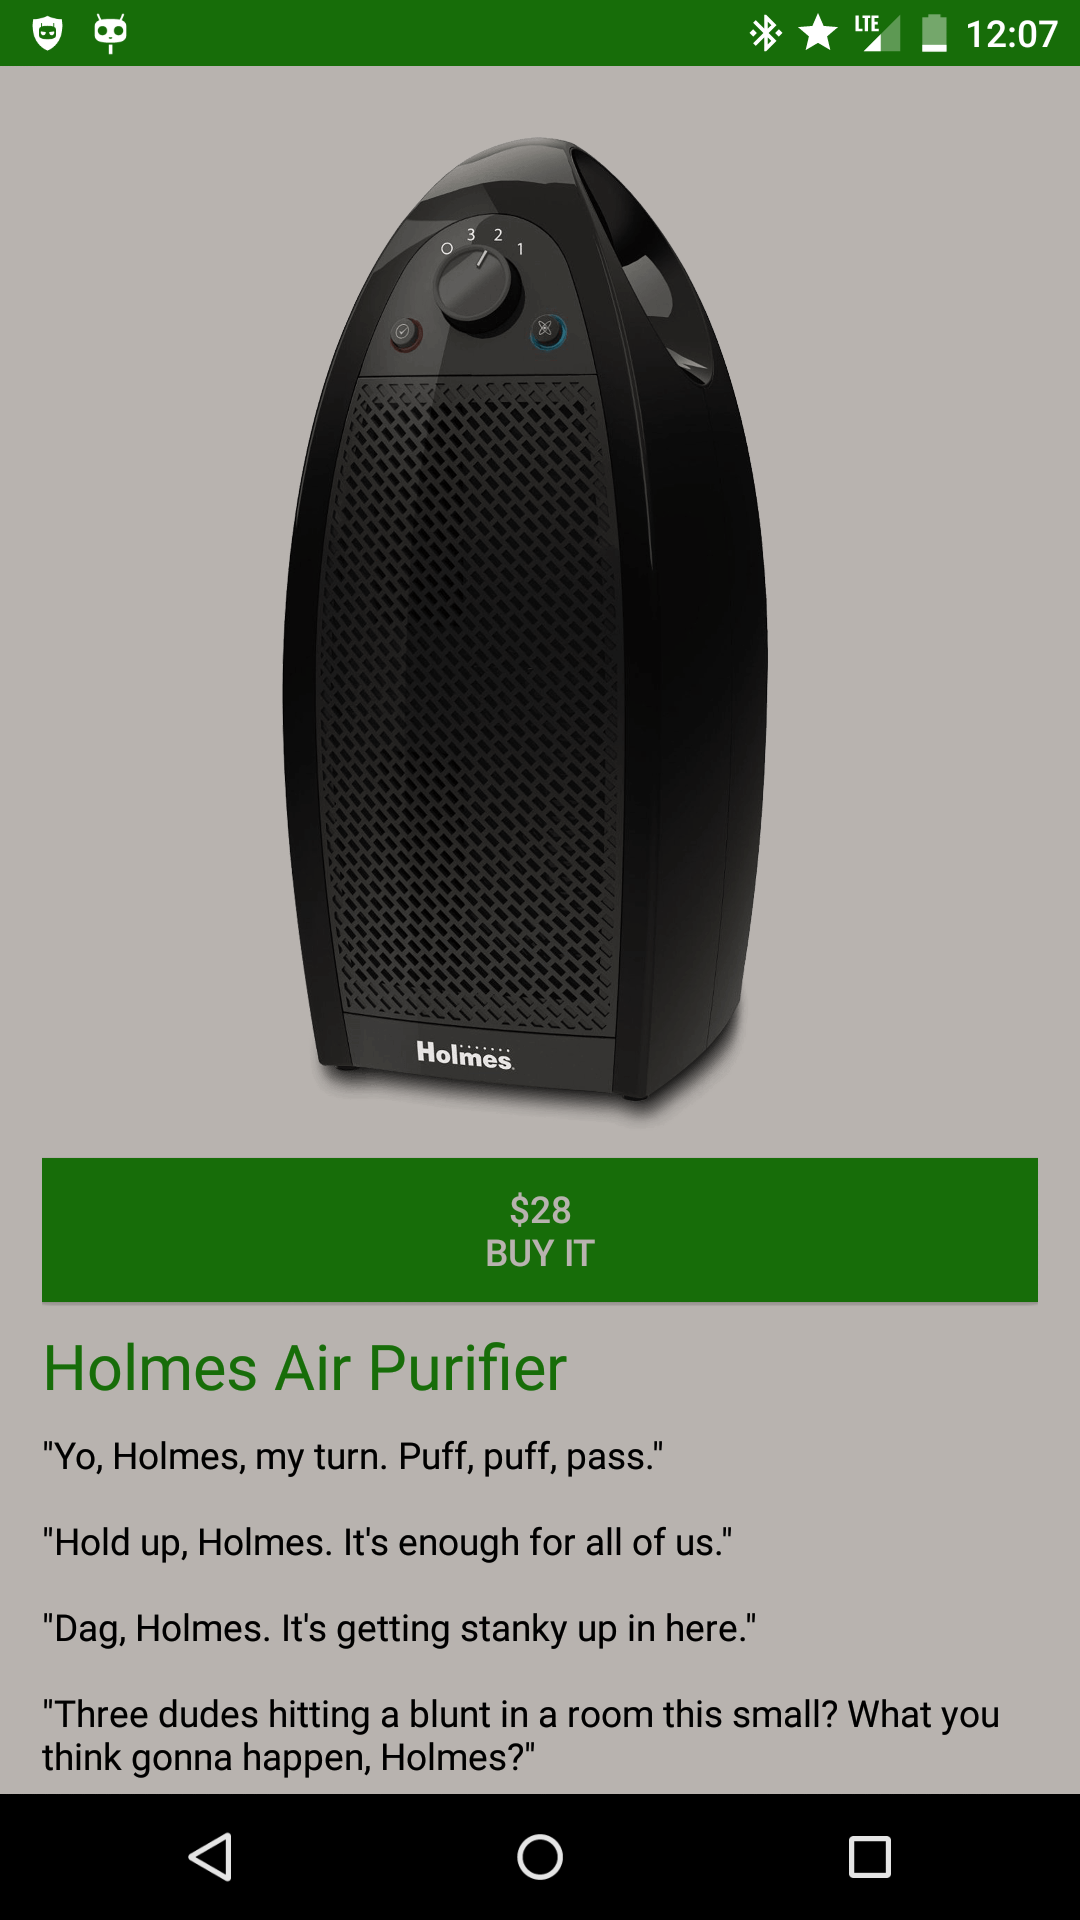 LTE 12:07
3 2
O 1
Holmes
$28
BUY IT
Holmes Air Purifier
"Yo, Holmes, my turn. Puff, puff, pass."
"Hold up, Holmes. It's enough for all of us."
"Dag, Holmes. It's getting stanky up in here."
"Three dudes hitting a blunt in a room this small? What you
think gonna happen, Holmes?"